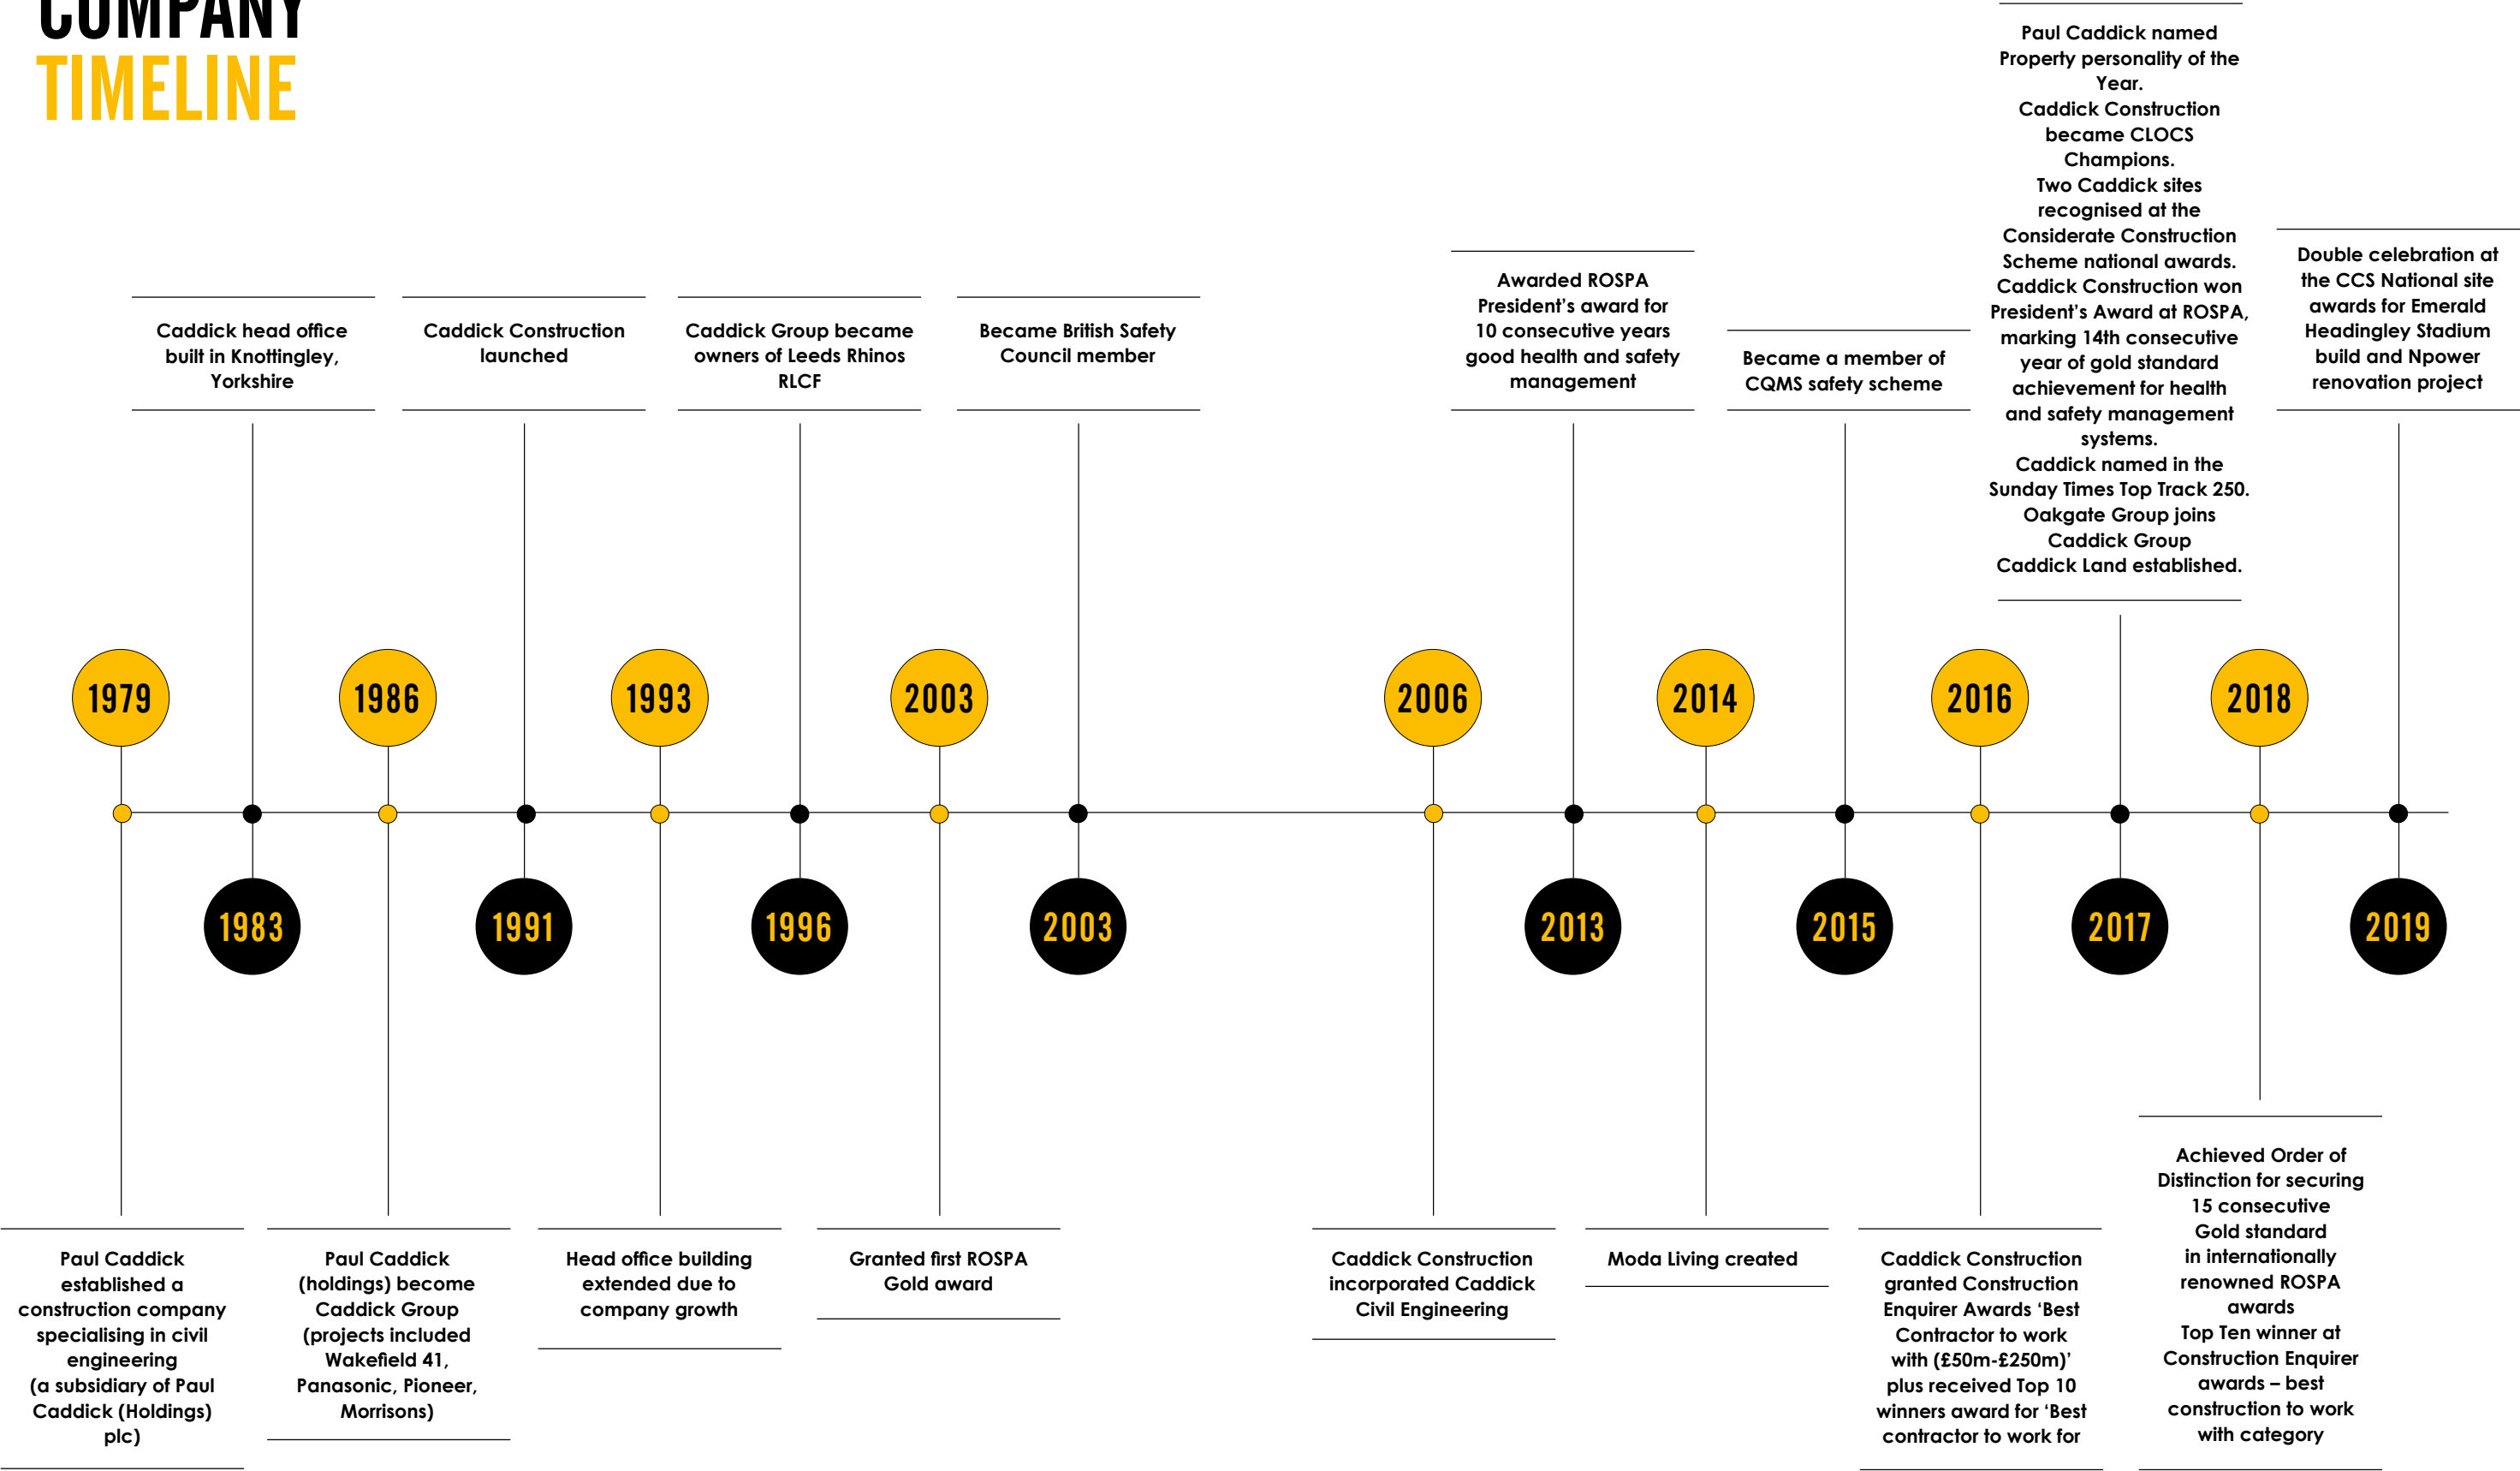 COMPANY
TIMELINE
Caddick head office
built in Knottingley,
Yorkshire
Caddick Construction
launched
Caddick Group became
owners of Leeds Rhinos
RLCF
Became British Safety
Council member
Awarded ROSPA
President’s award for
10 consecutive years
good health and safety
management
Became a member of
CQMS safety scheme
Paul Caddick named
Property personality of the
Year.
Caddick Construction
became CLOCS
Champions.
Two Caddick sites
recognised at the
Considerate Construction
Scheme national awards.
Caddick Construction won
President’s Award at ROSPA,
marking 14th consecutive
year of gold standard
achievement for health
and safety management
systems.
Caddick named in the
Sunday Times Top Track 250.
Oakgate Group joins
Caddick Group
Caddick Land established.
Double celebration at
the CCS National site
awards for Emerald
Headingley Stadium
build and Npower
renovation project
1979
1986
1993
2003
2006
2014
2016
2018
1983
1991
1996
2003
2013
2015
2017
2019
Paul Caddick
established a
construction company
specialising in civil
engineering
(a subsidiary of Paul
Caddick (Holdings)
plc)
Paul Caddick
(holdings) become
Caddick Group
(projects included
Wakefield 41,
Panasonic, Pioneer,
Morrisons)
Head office building
extended due to
company growth
Granted first ROSPA
Gold award
Caddick Construction
incorporated Caddick
Civil Engineering
Moda Living created
Caddick Construction
granted Construction
Enquirer Awards ‘Best
Contractor to work
with (£50m-£250m)’
plus received Top 10
winners award for ‘Best
contractor to work for
Achieved Order of
Distinction for securing
15 consecutive
Gold standard
in internationally
renowned ROSPA
awards
Top Ten winner at
Construction Enquirer
awards – best
construction to work
with category